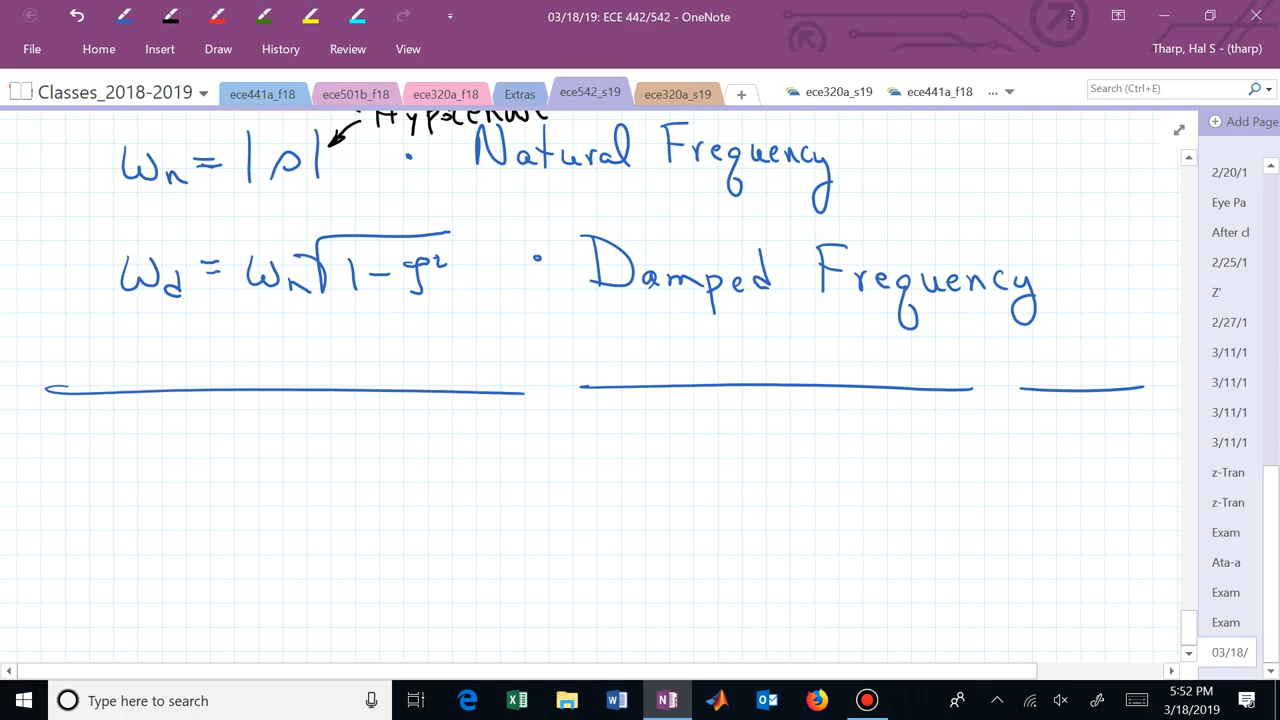 03/18/19: ECE 442/542 - OneNote
File Home Insert Draw History Review View
Tharp, Hal S - (tharp)
Classes_2018-2019
ece441a_f18 ece501b_f18 ece320a_f18 Extras ece542_s19 ece320a_s19 ece320a_s19 ece441a_f18
Search (Ctrl+E)
Add Page
2/20/1
Eye Pa
After cl
2/25/1
Z'
2/27/1
3/11/1
3/11/1
3/11/1
3/11/1
z-Tran
z-Tran
Exam
Ata-a
Exam
Exam
03/18/
: Hypotenuse
ωn = |s| . Natural Frequency
ωd = ωn√1-ζ² . Damped Frequency
Type here to search
5:52 PM
3/18/2019